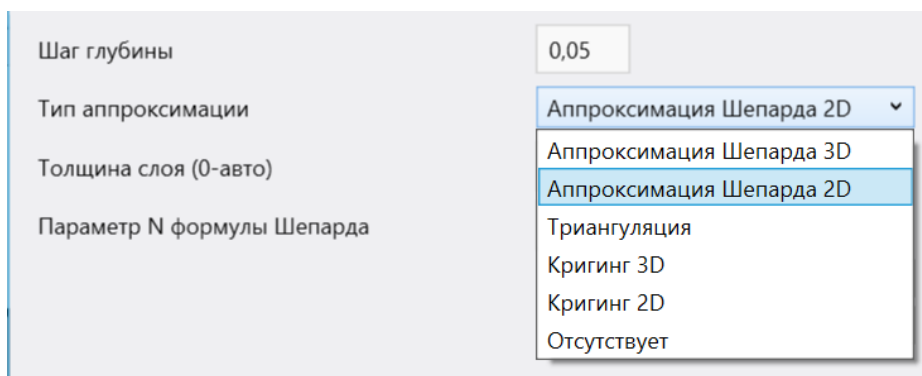 Шаг глубины
0,05
Тип аппроксимации
Аппроксимация Шепарда 2D
Толщина слоя (0-авто)
Параметр N формулы Шепарда
Аппроксимация Шепарда 3D
Аппроксимация Шепарда 2D
Триангуляция
Кригинг 3D
Кригинг 2D
Отсутствует